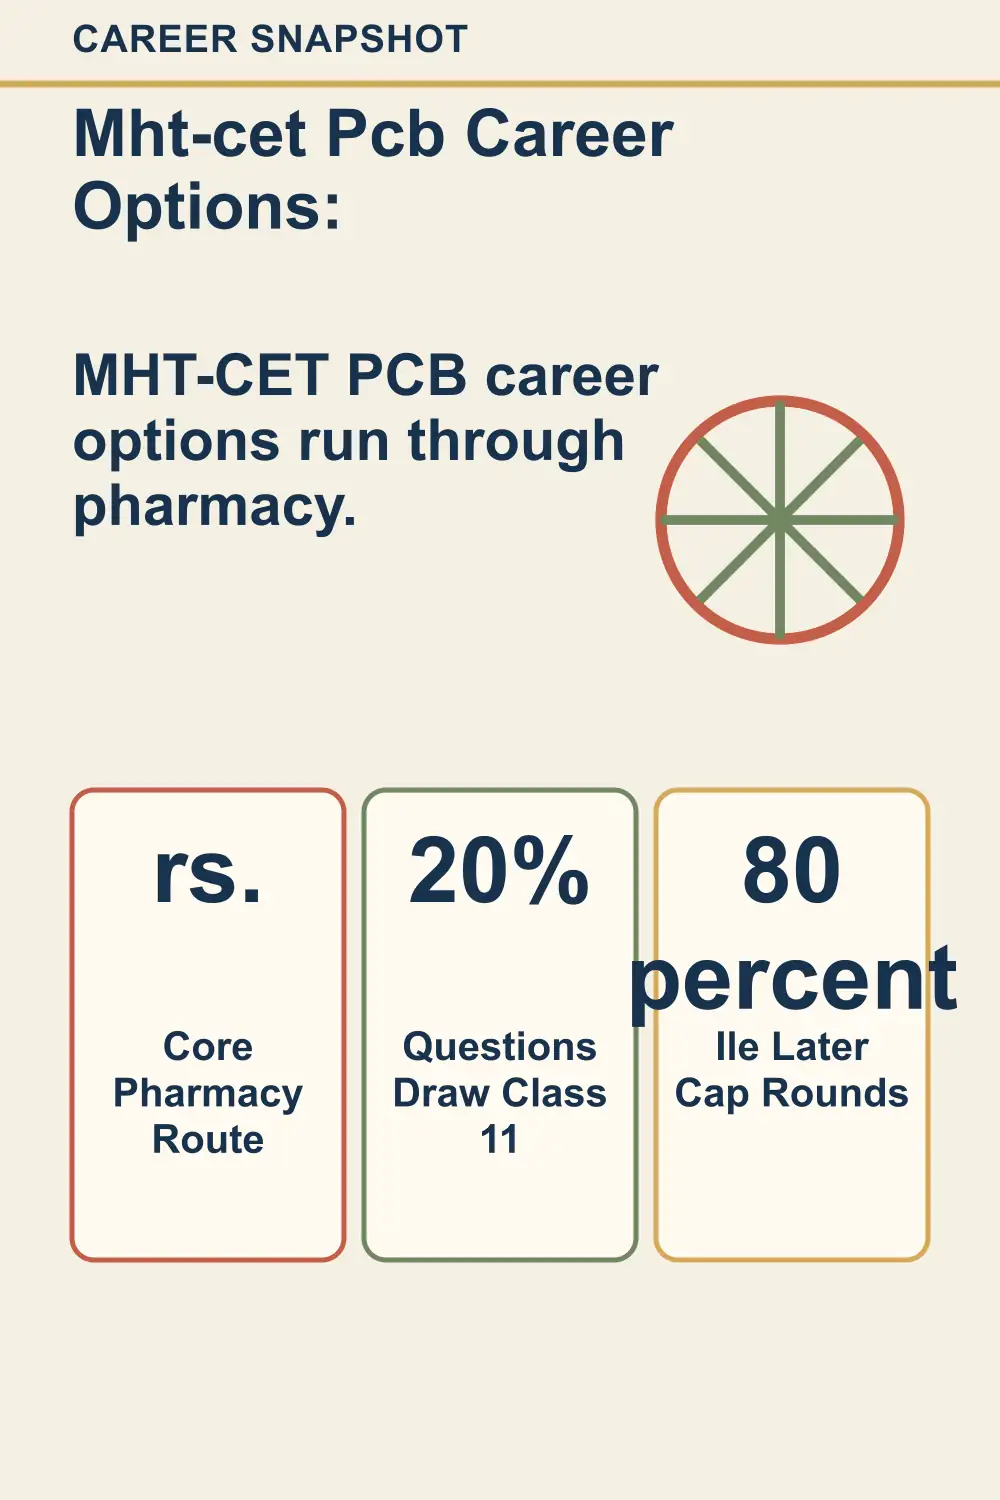 CAREER SNAPSHOT
Mht-cet Pcb Career
Options:
MHT-CET PCB career
options run through
pharmacy.
rs.
Core
Pharmacy
Route
20%
Questions
Draw Class
11
80
percent
Ile Later
Cap Rounds